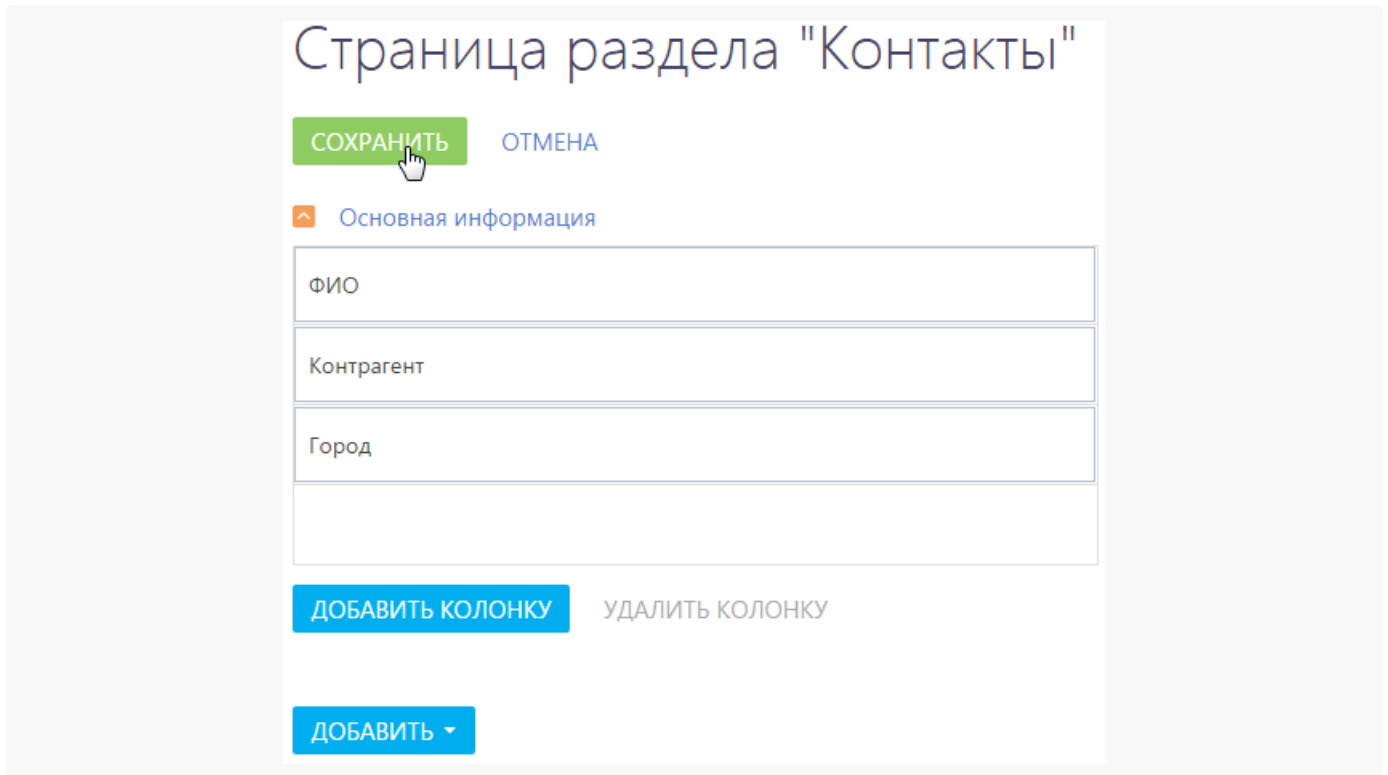 Страница раздела "Контакты"
СОХРАНИТЬ ОТМЕНА
Основная информация
ФИО
Контрагент
Город
ДОБАВИТЬ КОЛОНКУ УДАЛИТЬ КОЛОНКУ
ДОБАВИТЬ